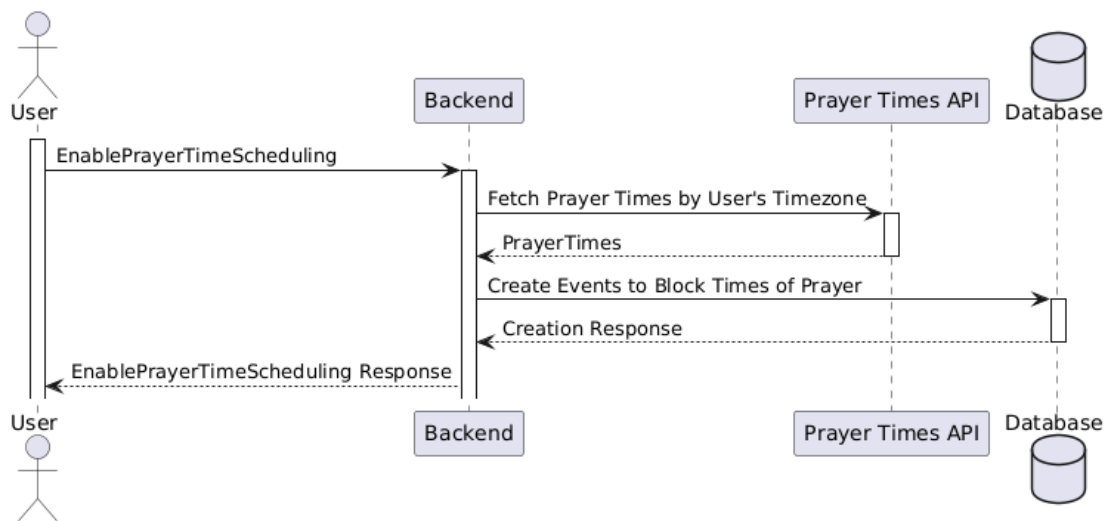 User
Backend
Prayer Times API
Database
EnablePrayerTimeScheduling
Fetch Prayer Times by User's Timezone
PrayerTimes
Create Events to Block Times of Prayer
Creation Response
EnablePrayerTimeScheduling Response
User
Backend
Prayer Times API
Database